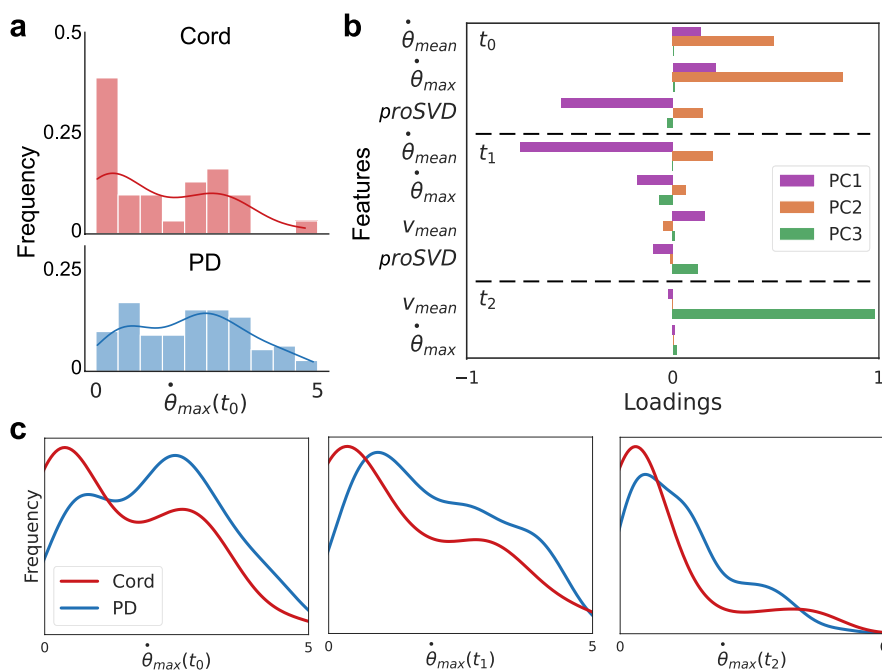 a
Cord
0.5
0.25
0
Frequency
PD
0.25
0
0
5
θ̇max(t0)
b
Features
θ̇mean
t0
θ̇max
proSVD
θ̇mean
t1
θ̇max
vmean
proSVD
vmean
t2
θ̇max
PC1
PC2
PC3
−1
0
1
Loadings
c
Frequency
Cord
PD
0
5
θ̇max(t0)
0
5
θ̇max(t1)
0
θ̇max(t2)